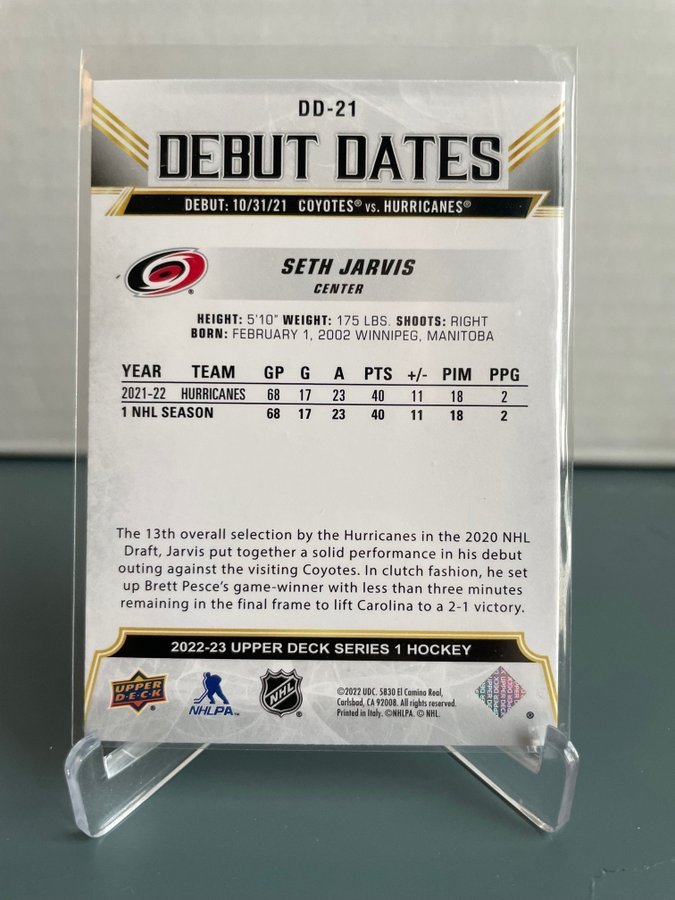 DD-21
DEBUT DATES
DEBUT: 10/31/21 COYOTES® vs. HURRICANES®
SETH JARVIS
CENTER
HEIGHT: 5'10" WEIGHT: 175 LBS. SHOOTS: RIGHT
BORN: FEBRUARY 1, 2002 WINNIPEG, MANITOBA
YEAR TEAM GP G A PTS +/- PIM PPG
2021-22 HURRICANES 68 17 23 40 11 18 2
1 NHL SEASON 68 17 23 40 11 18 2
The 13th overall selection by the Hurricanes in the 2020 NHL
Draft, Jarvis put together a solid performance in his debut
outing against the visiting Coyotes. In clutch fashion, he set
up Brett Pesce's game-winner with less than three minutes
remaining in the final frame to lift Carolina to a 2-1 victory.
2022-23 UPPER DECK SERIES 1 HOCKEY
UPPER DECK®
NHLPA™
NHL®
©2022 UDC. 5830 El Camino Real,
Carlsbad, CA 92008. All rights reserved.
Printed in Italy. ©NHLPA. © NHL.